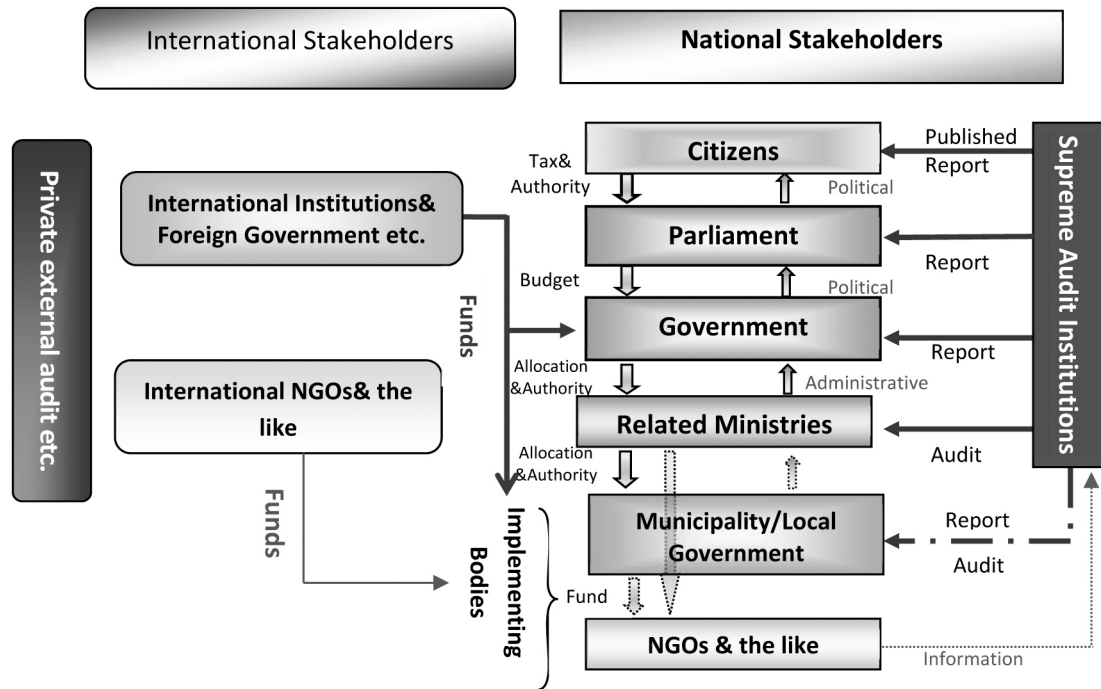 International Stakeholders
National Stakeholders
Private external audit etc.
International Institutions&
Foreign Government etc.
Funds
International NGOs& the
like
Funds
Implementing
Bodies
Citizens
Tax&
Authority
Political
Parliament
Budget
Political
Government
Allocation
&Authority
Administrative
Related Ministries
Allocation
&Authority
Municipality/Local
Government
Fund
NGOs & the like
Published
Report
Report
Report
Audit
Report
Audit
Information
Supreme Audit Institutions